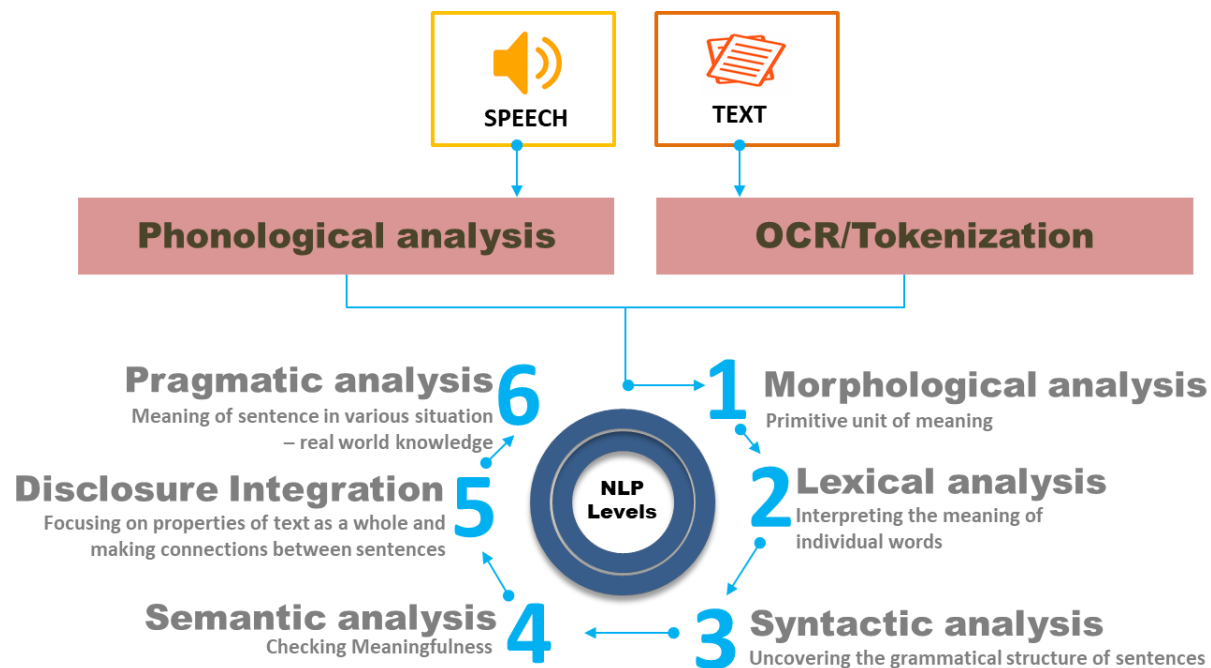 SPEECH
TEXT
Phonological analysis
OCR/Tokenization
1
Morphological analysis
Primitive unit of meaning
2
Lexical analysis
Interpreting the meaning of
individual words
3
Syntactic analysis
Uncovering the grammatical structure of sentences
4
Semantic analysis
Checking Meaningfulness
5
Disclosure Integration
Focusing on properties of text as a whole and
making connections between sentences
6
Pragmatic analysis
Meaning of sentence in various situation
– real world knowledge
NLP
Levels